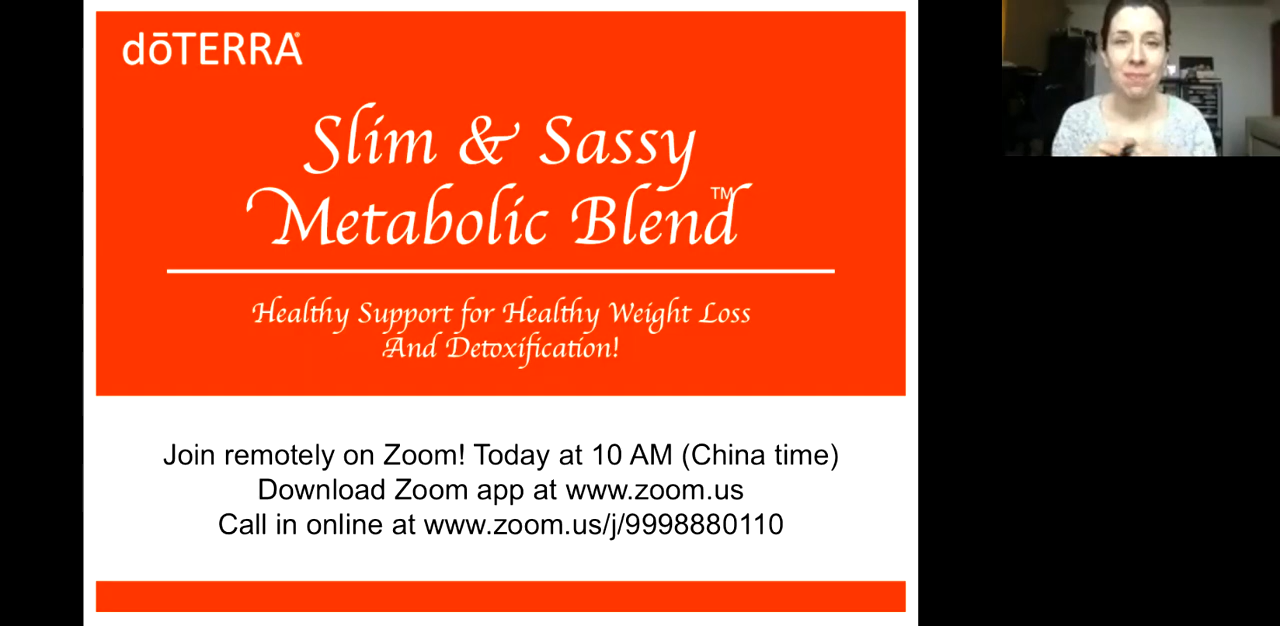 dōTERRA®
Slim & Sassy
Metabolic Blend™
Healthy Support for Healthy Weight Loss
And Detoxification!
Join remotely on Zoom! Today at 10 AM (China time)
Download Zoom app at www.zoom.us
Call in online at www.zoom.us/j/9998880110